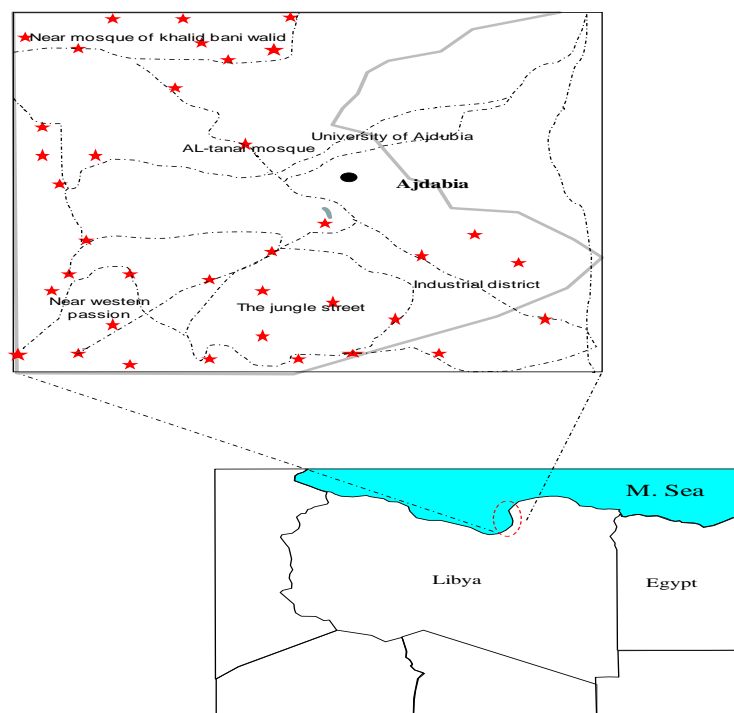 Near mosque of khalid bani walid
University of Ajdubia
AL-tanai mosque
Ajdabia
Industrial district
Near western
passion
The jungle street
M. Sea
Libya
Egypt